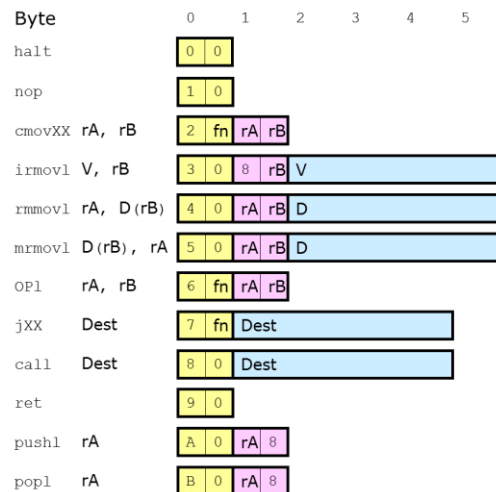 Byte 0 1 2 3 4 5
halt 0 0
nop 1 0
cmovXX rA, rB 2 fn rA rB
irmovl V, rB 3 0 8 rB V
rmmovl rA, D(rB) 4 0 rA rB D
mrmovl D(rB), rA 5 0 rA rB D
OPl rA, rB 6 fn rA rB
jXX Dest 7 fn Dest
call Dest 8 0 Dest
ret 9 0
pushl rA A 0 rA 8
popl rA B 0 rA 8